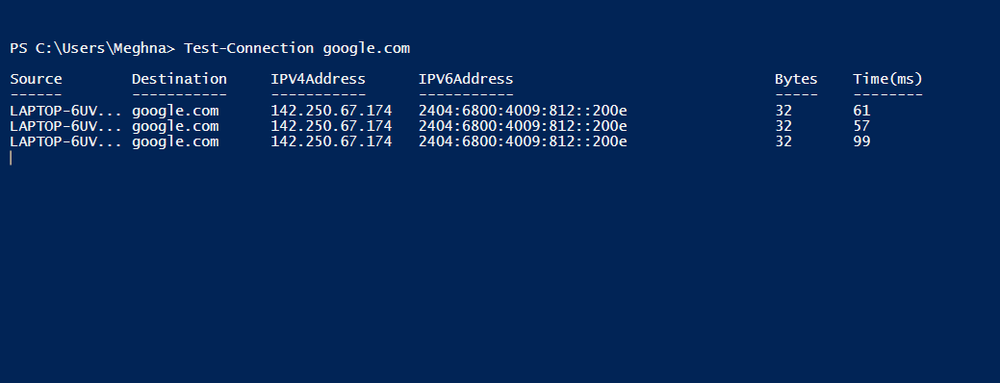 PS C:\Users\Meghna> Test-Connection google.com
Source Destination IPV4Address IPV6Address Bytes Time(ms)
------ ----------- ----------- ----------- ----- --------
LAPTOP-6UV... google.com 142.250.67.174 2404:6800:4009:812::200e 32 61
LAPTOP-6UV... google.com 142.250.67.174 2404:6800:4009:812::200e 32 57
LAPTOP-6UV... google.com 142.250.67.174 2404:6800:4009:812::200e 32 99